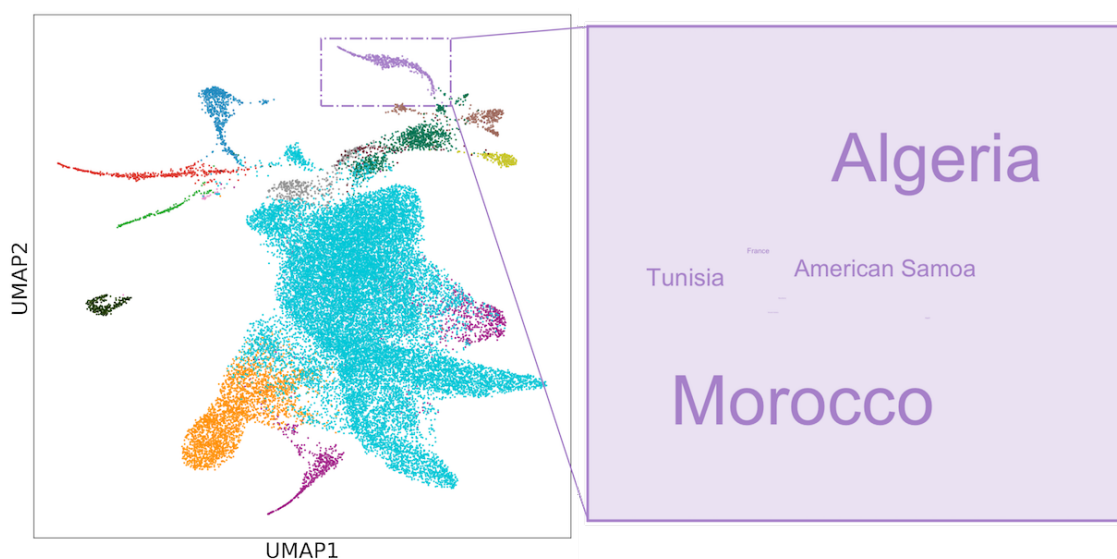 UMAP2
UMAP1
Algeria
France
Tunisia
American Samoa
Morocco